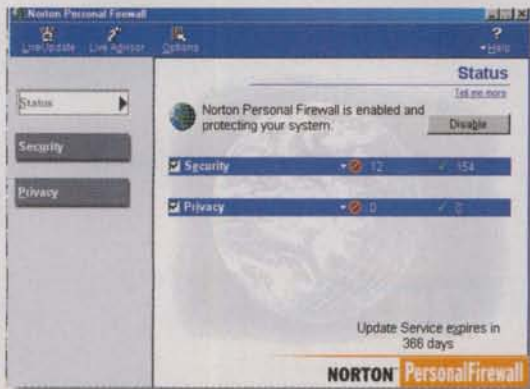 Norton Personal Firewall
LiveUpdate Live Advisor Options Help
Status
Tell me more
Status
Norton Personal Firewall is enabled and
protecting your system.
Disable
Security
Security 12 154
Privacy
Privacy 0 0
Update Service expires in
366 days
NORTON PersonalFirewall